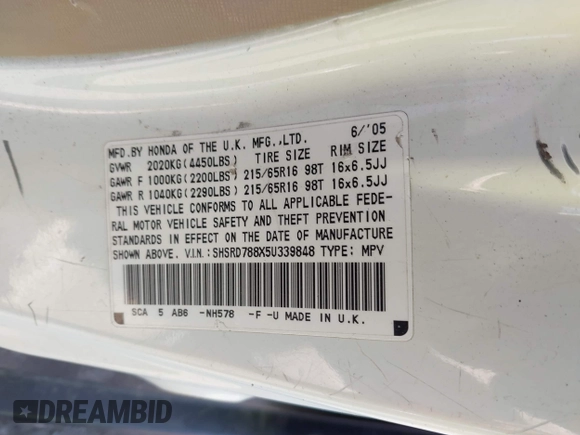 MFD.BY HONDA OF THE U.K. MFG.,LTD. 6/'05
GVWR 2020KG(4450LBS) TIRE SIZE RIM SIZE
GAWR F 1000KG(2200LBS) 215/65R16 98T 16x6.5JJ
GAWR R 1040KG(2290LBS) 215/65R16 98T 16x6.5JJ
THIS VEHICLE CONFORMS TO ALL APPLICABLE FEDE-
RAL MOTOR VEHICLE SAFETY AND THEFT PREVENTION
STANDARDS IN EFFECT ON THE DATE OF MANUFACTURE
SHOWN ABOVE. V.I.N.:SHSRD788X5U339848 TYPE: MPV
SCA 5 AB6 -NH578 -F -U MADE IN U.K.
DREAMBID